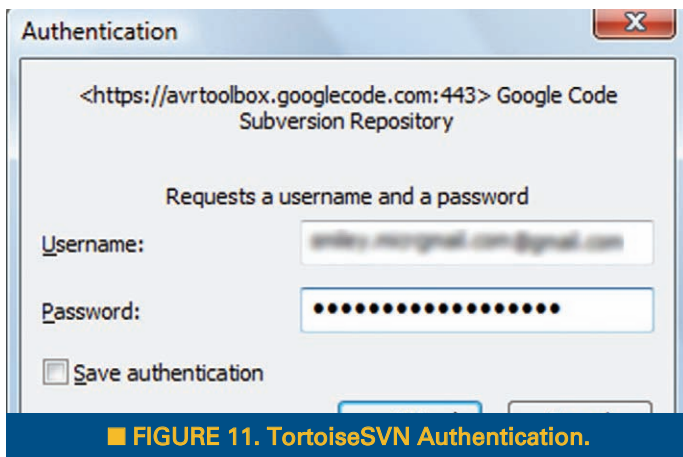 Authentication
<https://avrtoolbox.googlecode.com:443> Google Code
Subversion Repository
Requests a username and a password
Username:
Password:
Save authentication
■ FIGURE 11. TortoiseSVN Authentication.